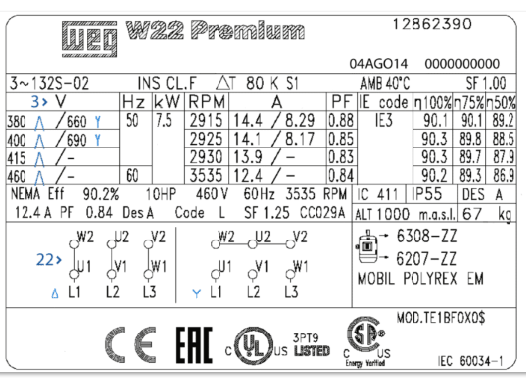 WEG W22 Premium 12862390
04AGO14 0000000000
3~132S-02 INS CL.F ΔT 80 K S1 AMB 40°C SF 1.00
3> V Hz kW RPM A PF IE code η100% η75% η50%
380 Δ /660 Y 50 7.5 2915 14.4 / 8.29 0.88 IE3 90.1 90.1 89.2
400 Δ /690 Y 2925 14.1 / 8.17 0.85 90.3 89.8 88.5
415 Δ /- 2930 13.9 / - 0.83 90.3 89.7 87.9
460 Δ /- 60 3535 12.4 / - 0.84 90.2 89.3 86.9
NEMA Eff 90.2% 10HP 460V 60Hz 3535 RPM IC 411 IP55 DES A
12.4 A PF 0.84 Des A Code L SF 1.25 CC029A ALT 1000 m.a.s.l. 67 kg
W2 U2 V2 W2 U2 V2
22> U1 V1 W1 U1 V1 W1
Δ L1 L2 L3 Y L1 L2 L3
→ 6308-ZZ
→ 6207-ZZ
MOBIL POLYREX EM
MOD.TE1BF0X0$
CE EAC c UL US 3PT9 LISTED c SA US Energy Verified
IEC 60034-1